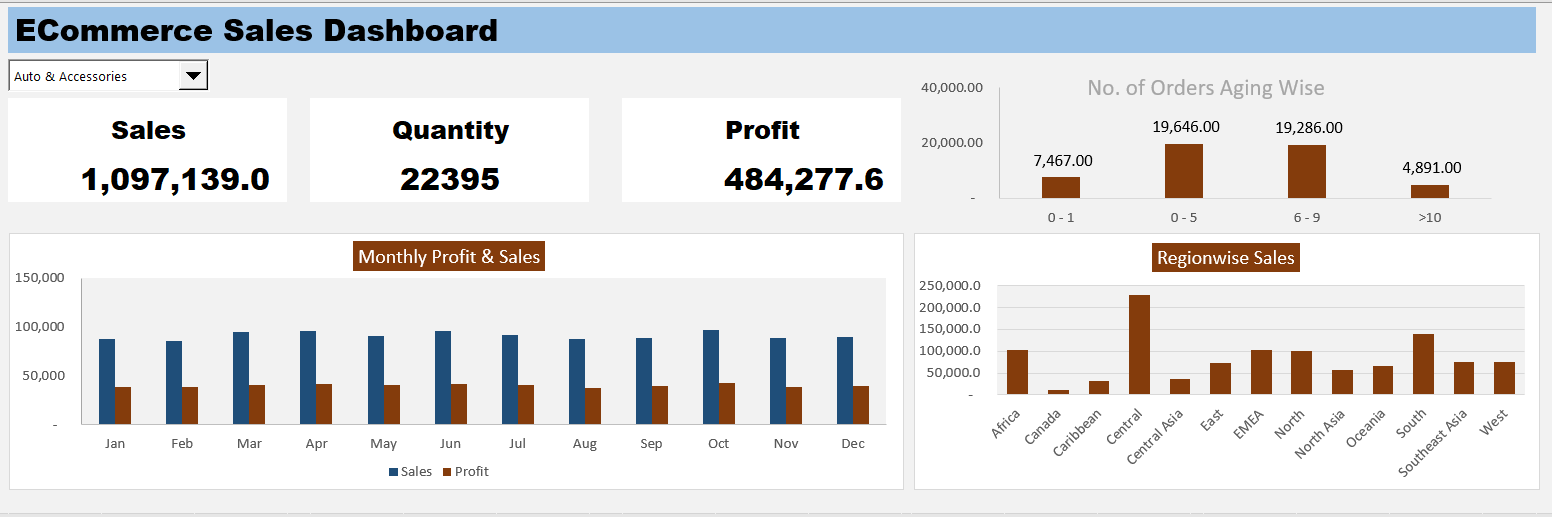 ECommerce Sales Dashboard
Auto & Accessories
Sales
1,097,139.0
Quantity
22395
Profit
484,277.6
No. of Orders Aging Wise
40,000.00
20,000.00
-
7,467.00
19,646.00
19,286.00
4,891.00
0 - 1
0 - 5
6 - 9
>10
Monthly Profit & Sales
150,000
100,000
50,000
-
Jan Feb Mar Apr May Jun Jul Aug Sep Oct Nov Dec
Sales Profit
Regionwise Sales
250,000.0
200,000.0
150,000.0
100,000.0
50,000.0
-
Africa
Canada
Caribbean
Central
Central Asia
East
EMEA
North
North Asia
Oceania
South
Southeast Asia
West